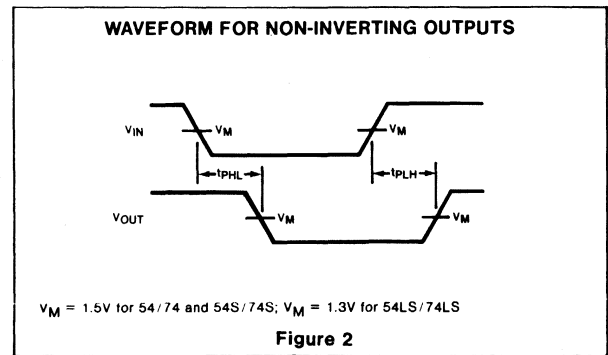 WAVEFORM FOR NON-INVERTING OUTPUTS
VIN
VM
VM
tPHL
tPLH
VOUT
VM
VM
VM = 1.5V for 54/74 and 54S/74S; VM = 1.3V for 54LS/74LS
Figure 2